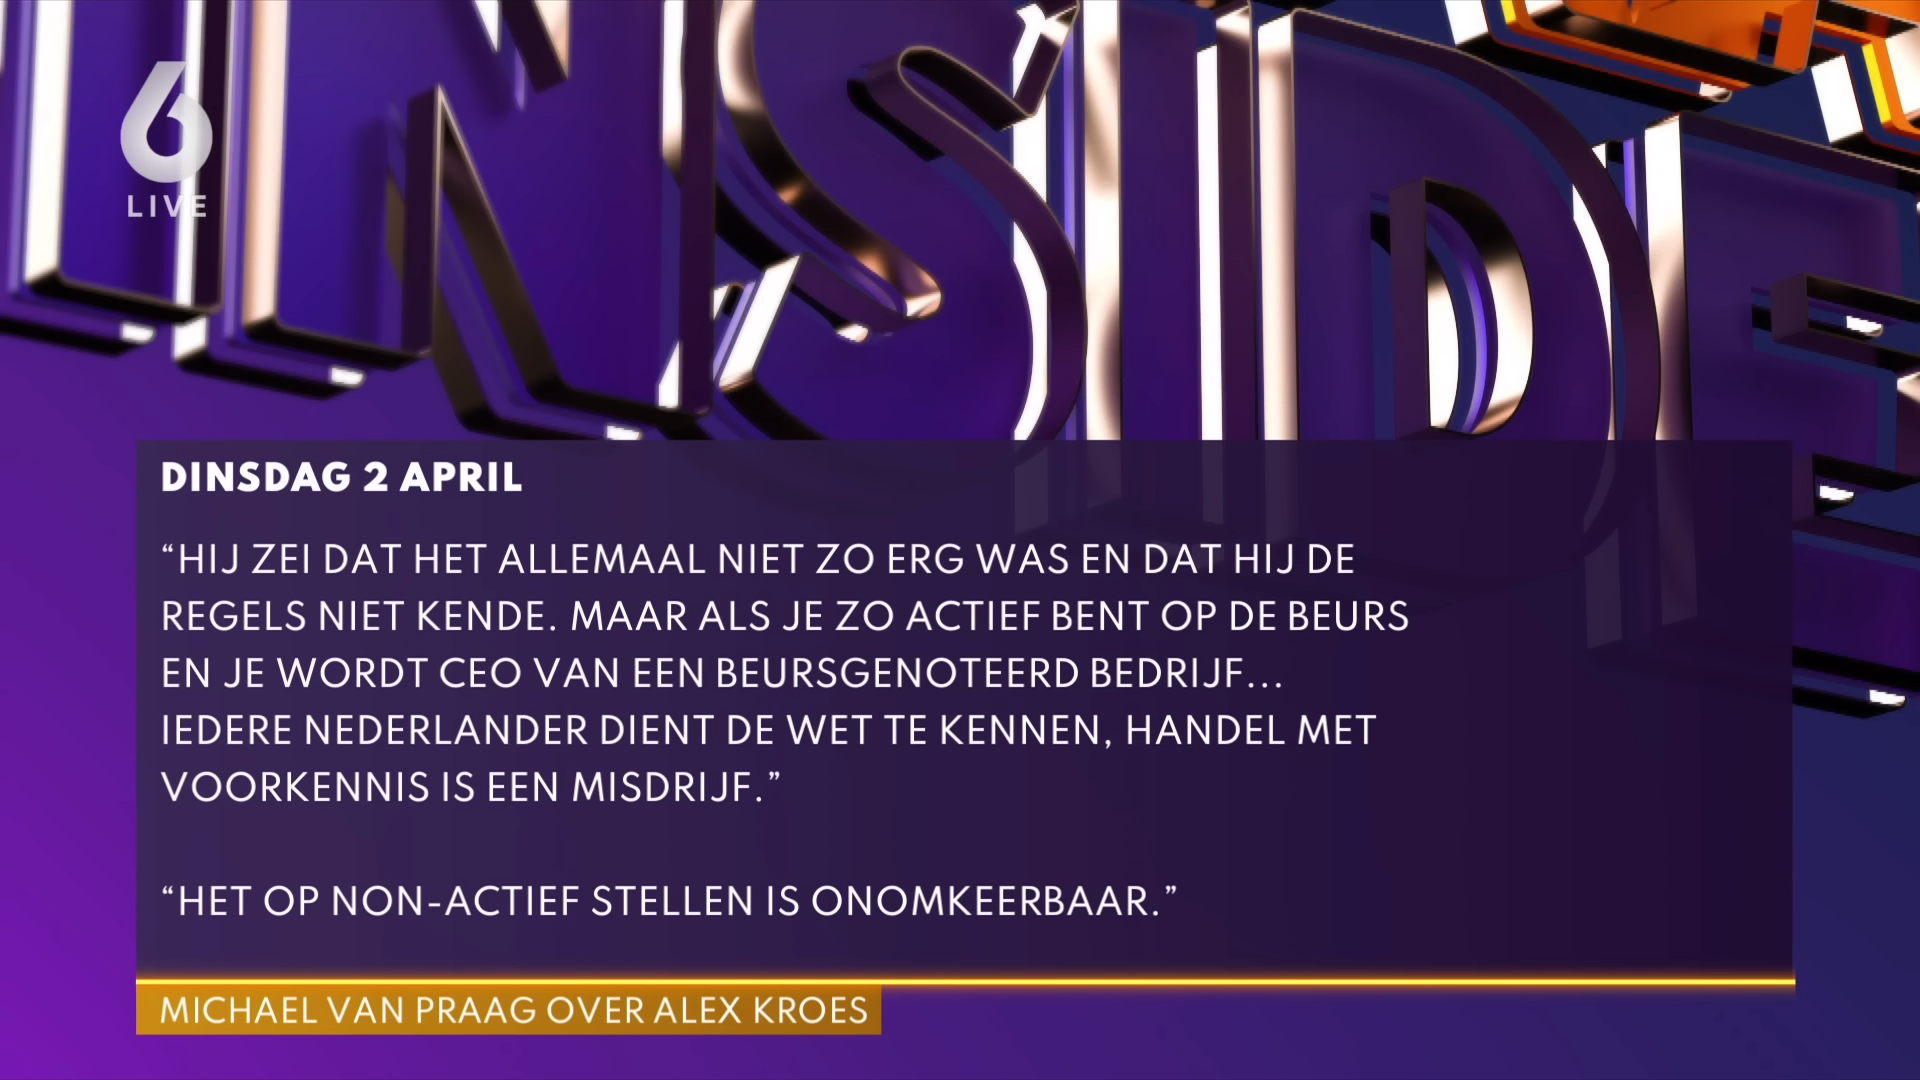 INSIDE
6
LIVE
DINSDAG 2 APRIL
“HIJ ZEI DAT HET ALLEMAAL NIET ZO ERG WAS EN DAT HIJ DE
REGELS NIET KENDE. MAAR ALS JE ZO ACTIEF BENT OP DE BEURS
EN JE WORDT CEO VAN EEN BEURSGENOTEERD BEDRIJF...
IEDERE NEDERLANDER DIENT DE WET TE KENNEN, HANDEL MET
VOORKENNIS IS EEN MISDRIJF.”
“HET OP NON-ACTIEF STELLEN IS ONOMKEERBAAR.”
MICHAEL VAN PRAAG OVER ALEX KROES